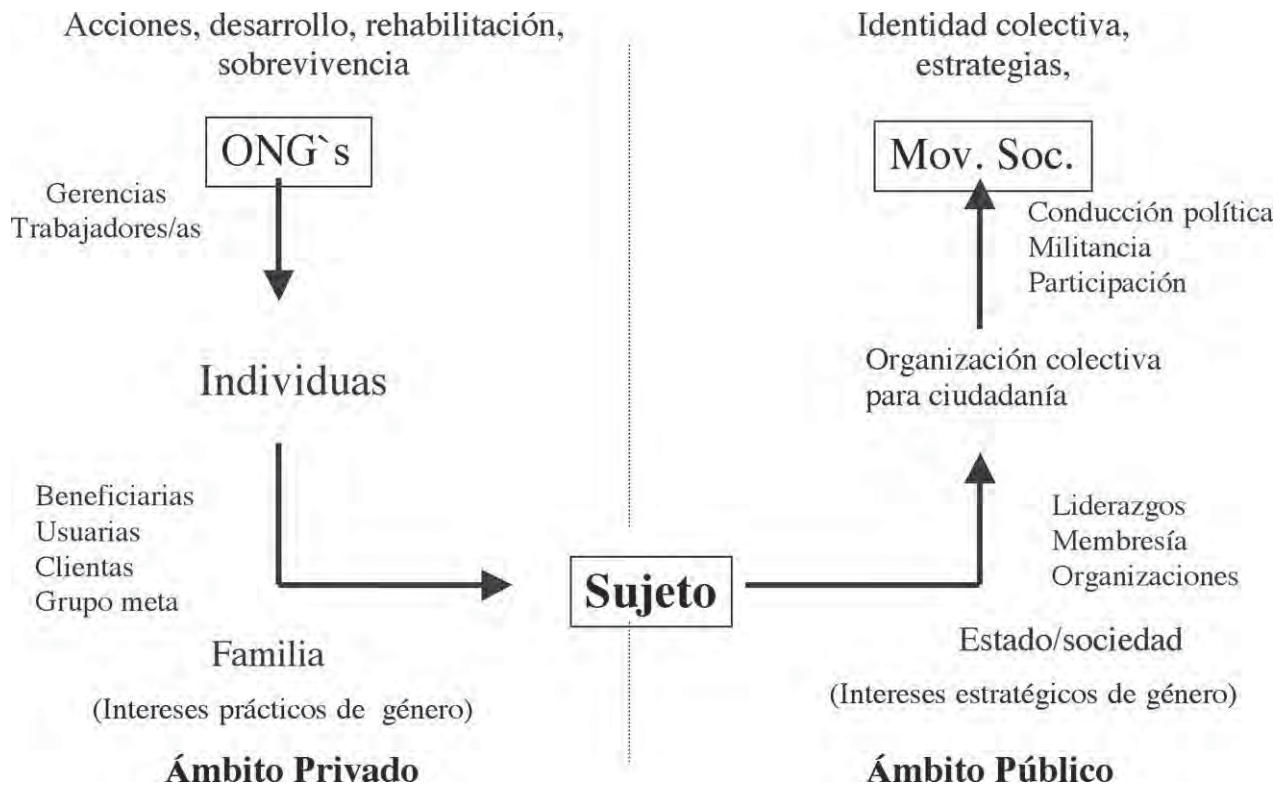 Acciones, desarrollo, rehabilitación,
sobrevivencia
ONG`s
Gerencias
Trabajadores/as
Individuas
Beneficiarias
Usuarias
Clientas
Grupo meta
Familia
(Intereses prácticos de género)
Ámbito Privado
Sujeto
Identidad colectiva,
estrategias,
Mov. Soc.
Conducción política
Militancia
Participación
Organización colectiva
para ciudadanía
Liderazgos
Membresía
Organizaciones
Estado/sociedad
(Intereses estratégicos de género)
Ámbito Público